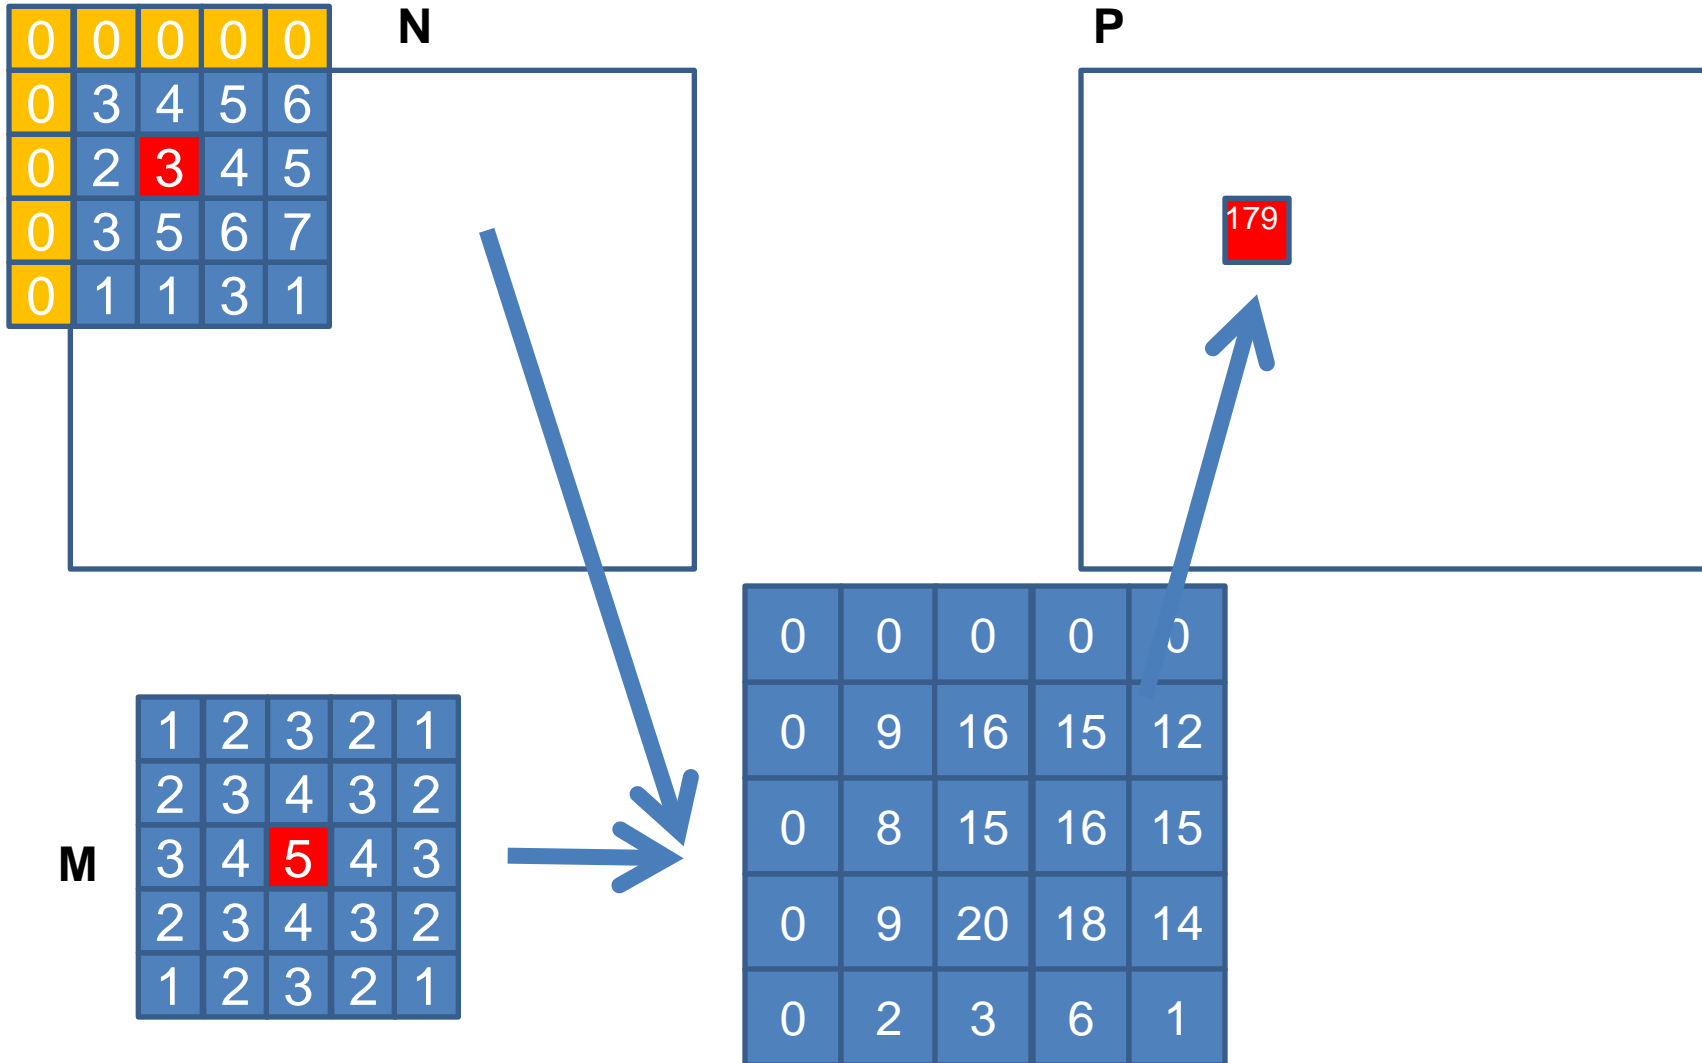 N
0 0 0 0 0
0 3 4 5 6
0 2 3 4 5
0 3 5 6 7
0 1 1 3 1
P
179
M
1 2 3 2 1
2 3 4 3 2
3 4 5 4 3
2 3 4 3 2
1 2 3 2 1
0 0 0 0 0
0 9 16 15 12
0 8 15 16 15
0 9 20 18 14
0 2 3 6 1